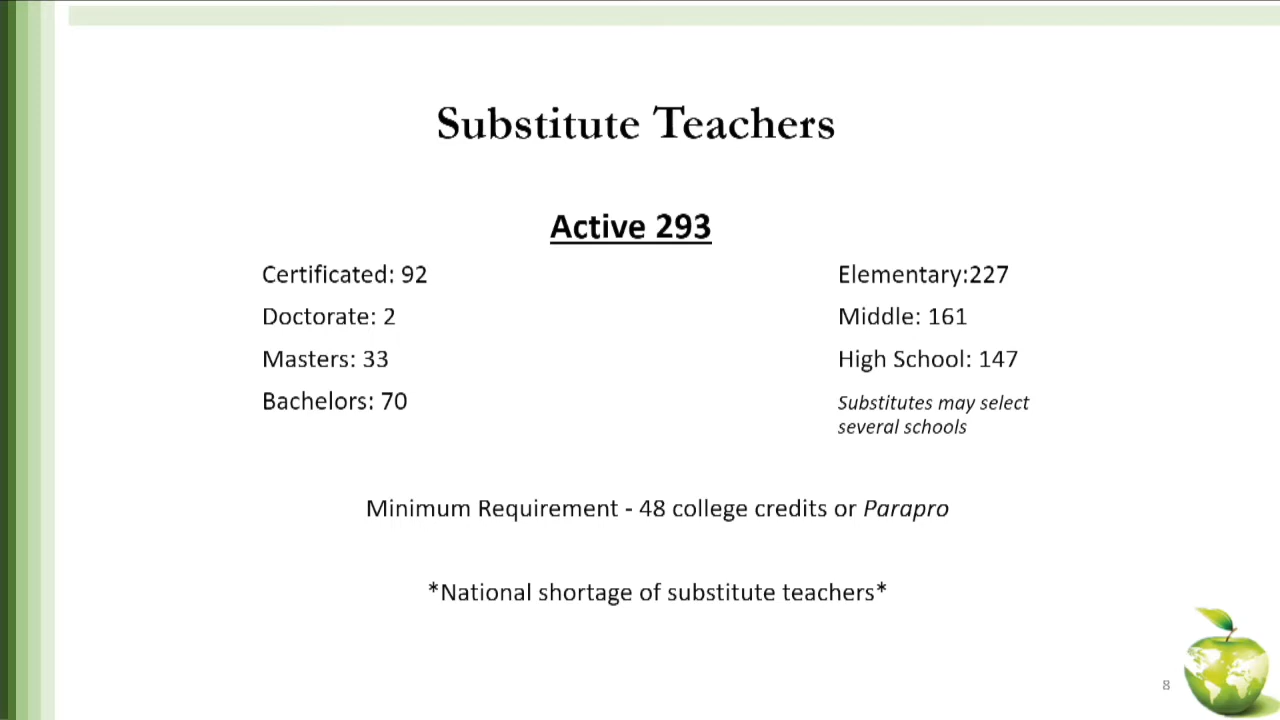 Substitute Teachers
Active 293
Certificated: 92
Doctorate: 2
Masters: 33
Bachelors: 70
Elementary:227
Middle: 161
High School: 147
Substitutes may select
several schools
Minimum Requirement - 48 college credits or Parapro
*National shortage of substitute teachers*
8